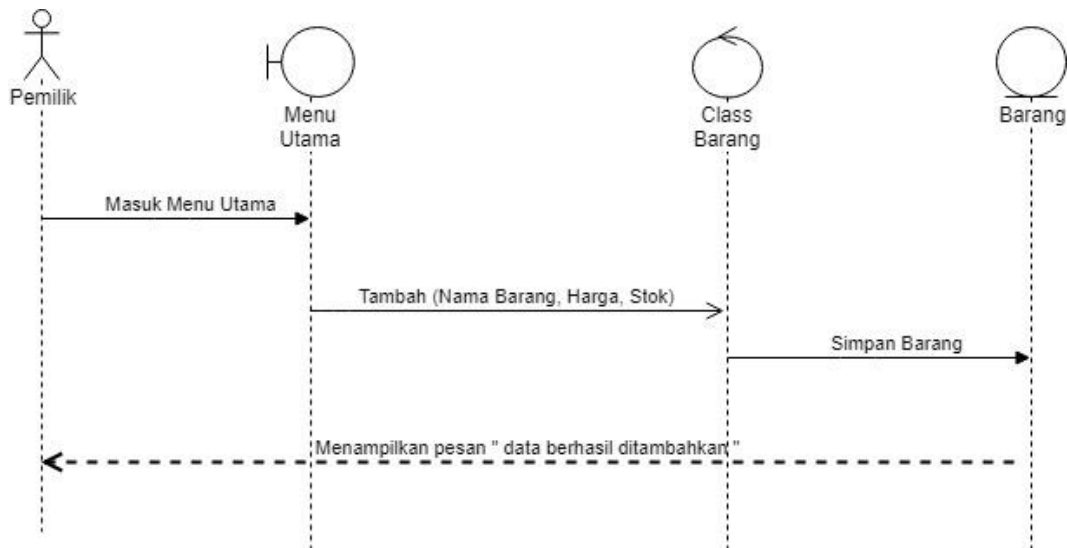 Pemilik
Menu
Utama
Class
Barang
Barang
Masuk Menu Utama
Tambah (Nama Barang, Harga, Stok)
Simpan Barang
Menampilkan pesan " data berhasil ditambahkan "